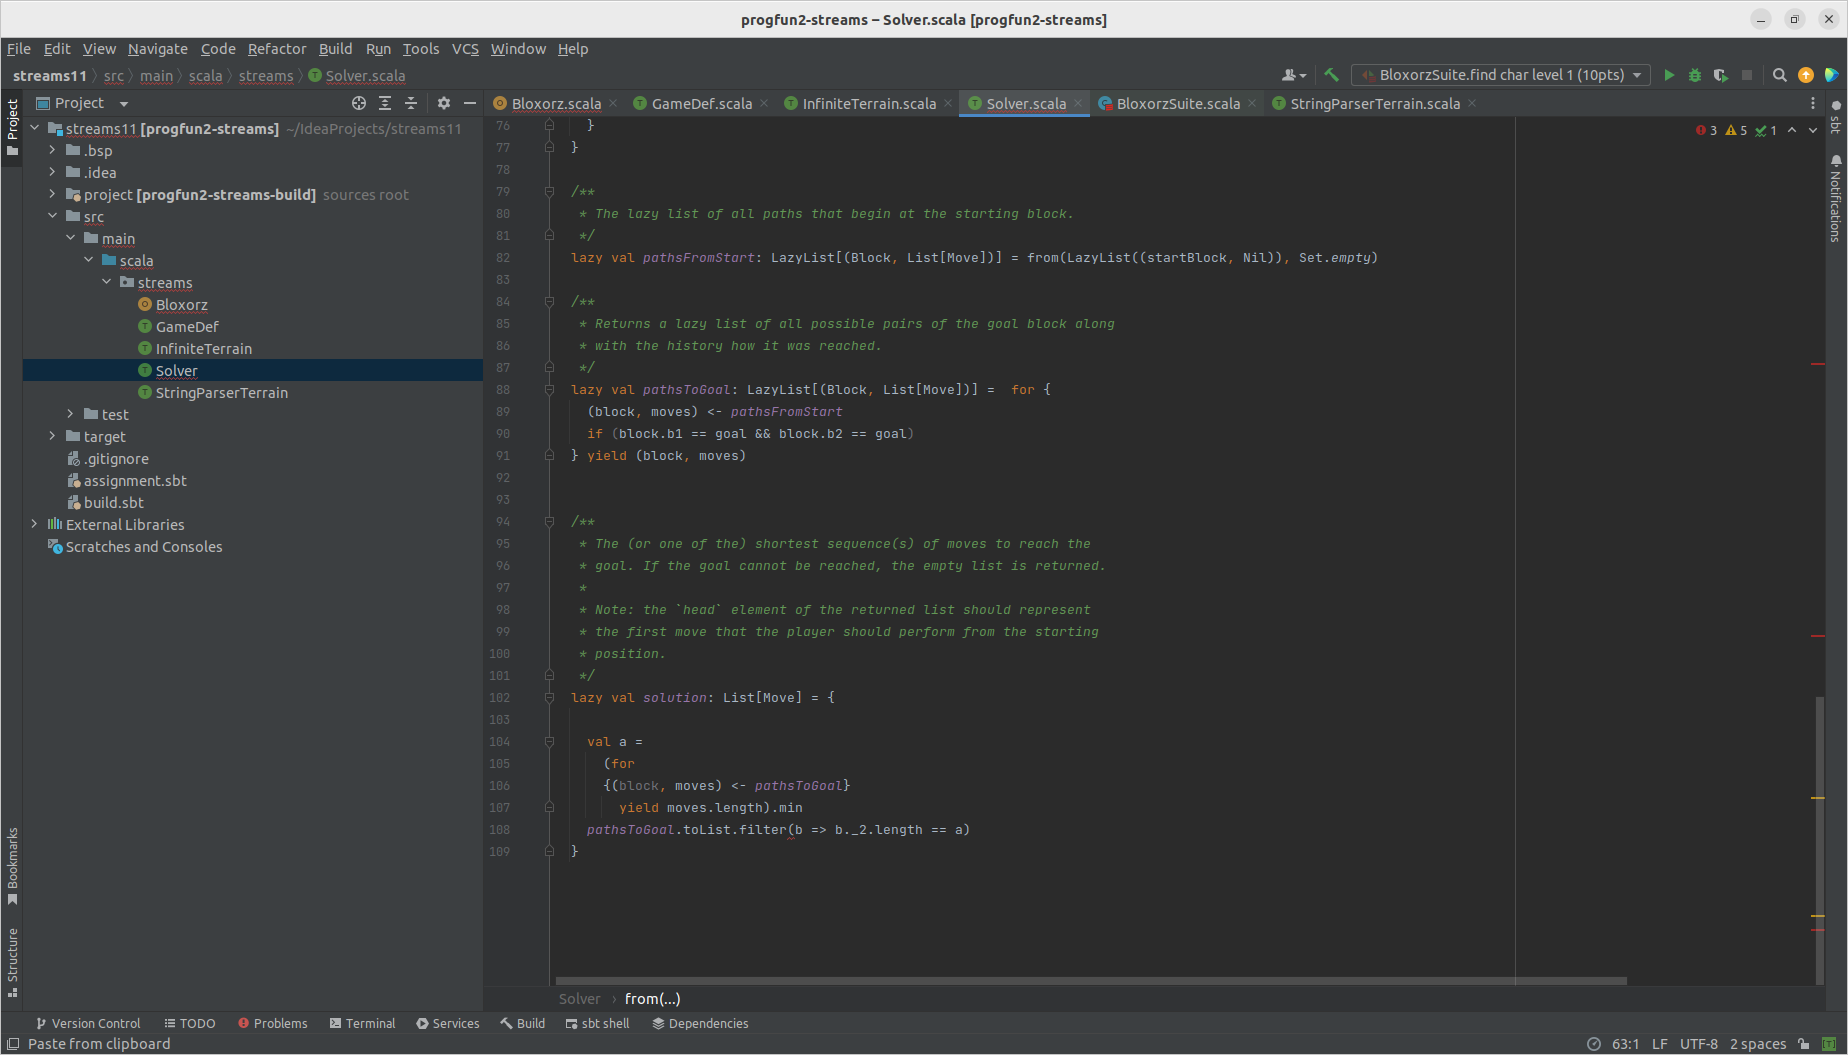 progfun2-streams – Solver.scala [progfun2-streams]
File Edit View Navigate Code Refactor Build Run Tools VCS Window Help
streams11 src main scala streams Solver.scala
BloxorzSuite.find char level 1 (10pts)
Project
Bloxorz.scala GameDef.scala InfiniteTerrain.scala Solver.scala BloxorzSuite.scala StringParserTerrain.scala
Project
streams11 [progfun2-streams] ~/IdeaProjects/streams11
.bsp
.idea
project [progfun2-streams-build] sources root
src
main
scala
streams
Bloxorz
GameDef
InfiniteTerrain
Solver
StringParserTerrain
test
target
.gitignore
assignment.sbt
build.sbt
External Libraries
Scratches and Consoles
Bookmarks
Structure
3 5 1
76 }
77 }
78
79 /**
80 * The lazy list of all paths that begin at the starting block.
81 */
82 lazy val pathsFromStart: LazyList[(Block, List[Move])] = from(LazyList((startBlock, Nil)), Set.empty)
83
84 /**
85 * Returns a lazy list of all possible pairs of the goal block along
86 * with the history how it was reached.
87 */
88 lazy val pathsToGoal: LazyList[(Block, List[Move])] =  for {
89 (block, moves) <- pathsFromStart
90 if (block.b1 == goal && block.b2 == goal)
91 } yield (block, moves)
92
93
94 /**
95 * The (or one of the) shortest sequence(s) of moves to reach the
96 * goal. If the goal cannot be reached, the empty list is returned.
97 *
98 * Note: the `head` element of the returned list should represent
99 * the first move that the player should perform from the starting
100 * position.
101 */
102 lazy val solution: List[Move] = {
103
104 val a =
105 (for
106 {(block, moves) <- pathsToGoal}
107 yield moves.length).min
108 pathsToGoal.toList.filter(b => b._2.length == a)
109 }
sbt
Notifications
Solver from(...)
Version Control TODO Problems Terminal Services Build sbt shell Dependencies
Paste from clipboard 63:1 LF UTF-8 2 spaces